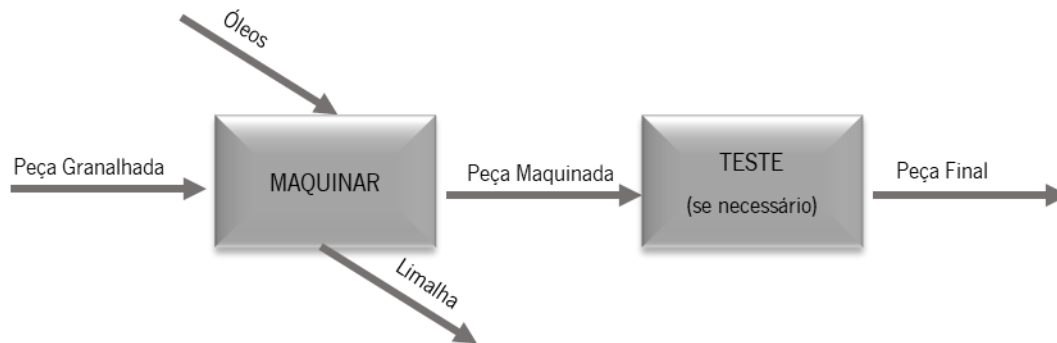 Óleos
Peça Granalhada
MAQUINAR
Peça Maquinada
TESTE
(se necessário)
Peça Final
Limalha